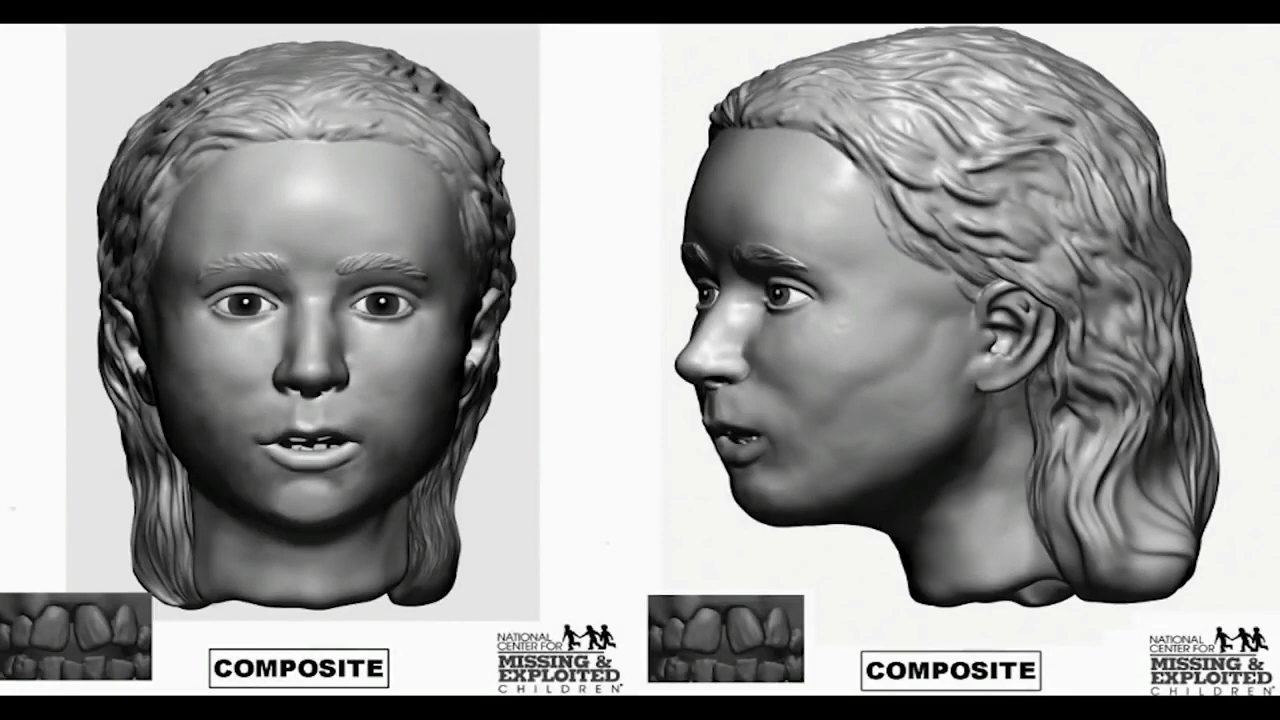 COMPOSITE
NATIONAL
CENTER FOR
MISSING &
EXPLOITED
CHILDREN
COMPOSITE
NATIONAL
CENTER FOR
MISSING &
EXPLOITED
CHILDREN